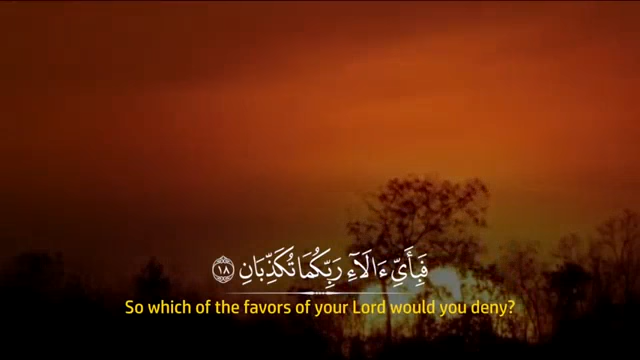 فَبِأَيِّ ءَالَآءِ رَبِّكُمَا تُكَذِّبَانِ ١٨
So which of the favors of your Lord would you deny?